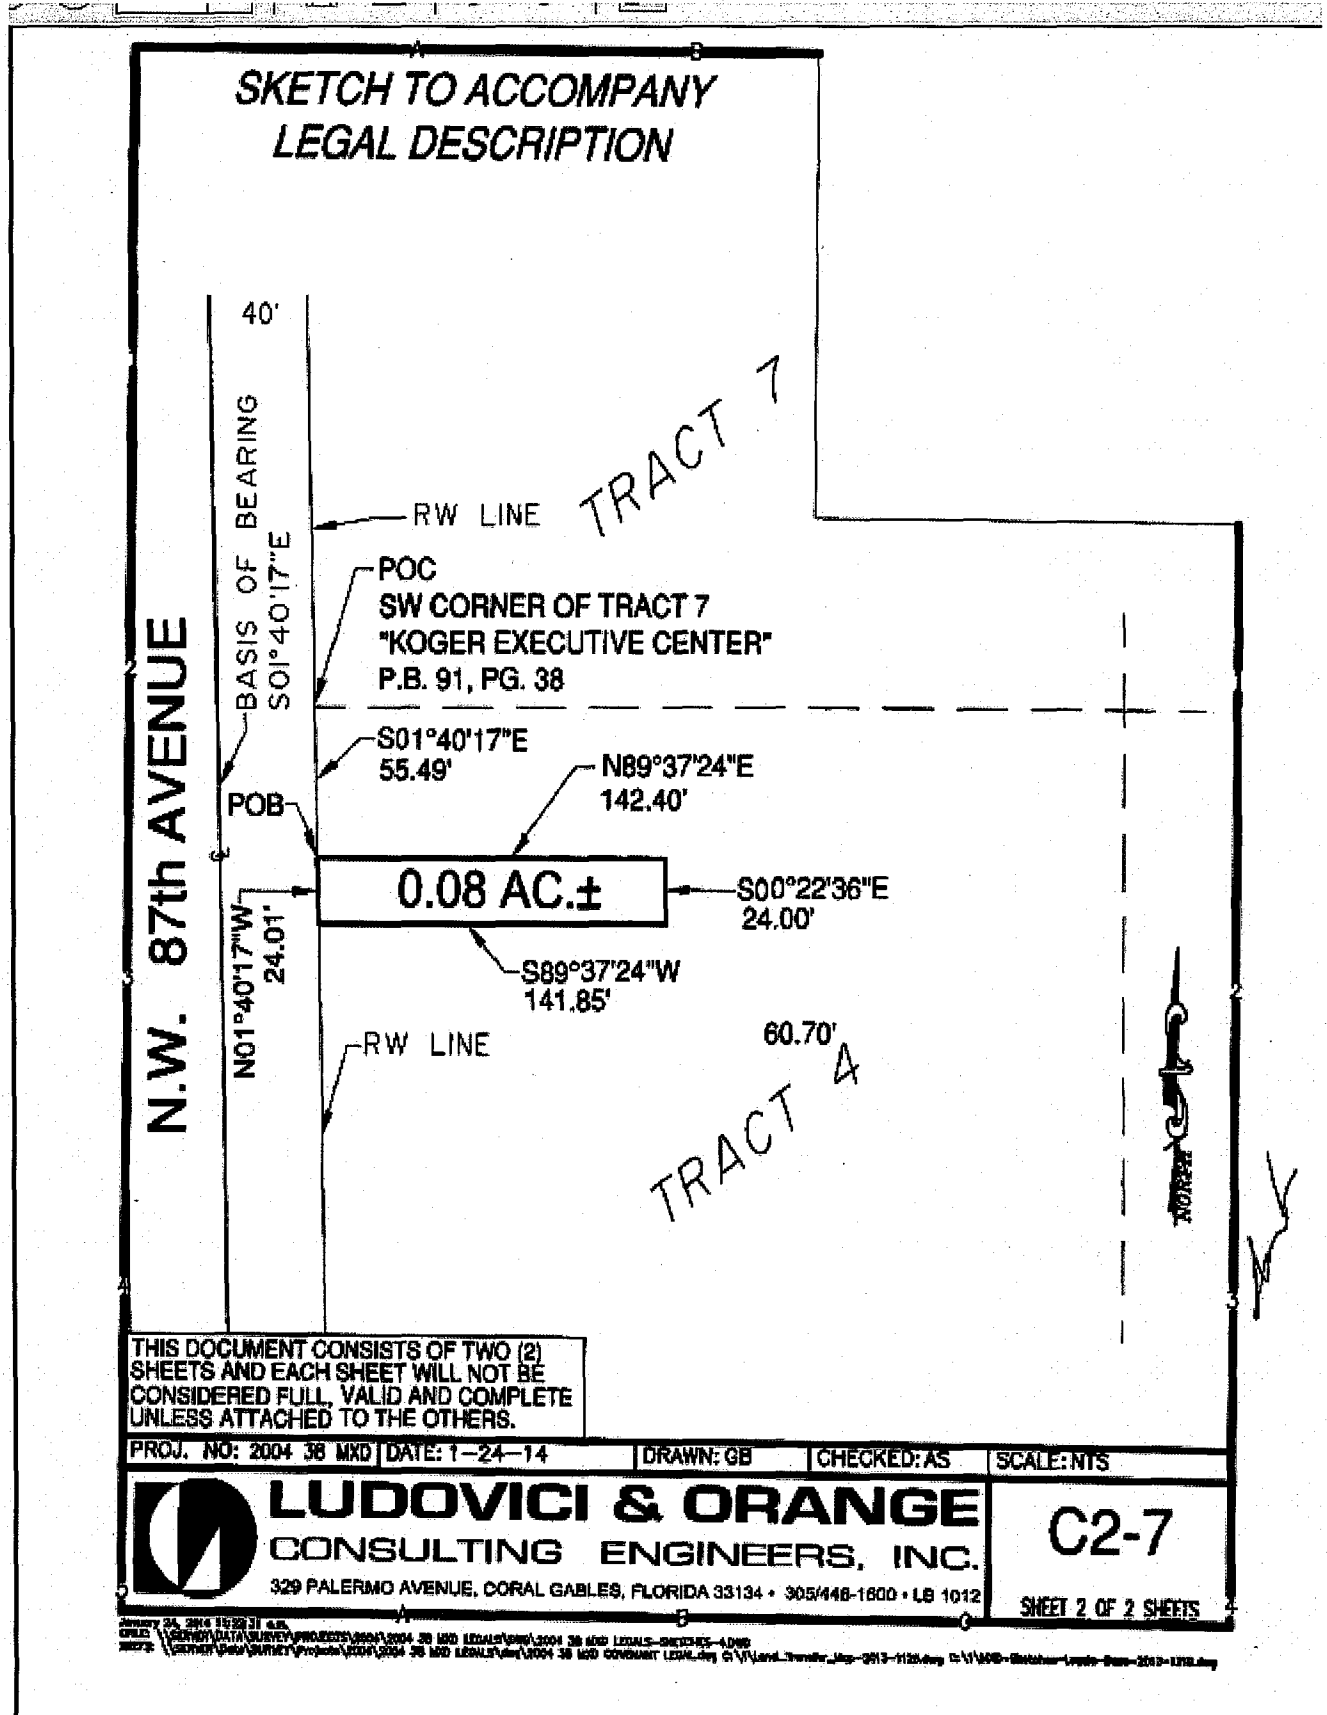 SKETCH TO ACCOMPANY
LEGAL DESCRIPTION
A
B
40'
BASIS OF BEARING
S01°40'17"E
TRACT 7
RW LINE
POC
SW CORNER OF TRACT 7
"KOGER EXECUTIVE CENTER"
P.B. 91, PG. 38
N.W. 87th AVENUE
S01°40'17"E
55.49'
N89°37'24"E
142.40'
POB
0.08 AC.±
S00°22'36"E
24.00'
N01°40'17"W
24.01'
S89°37'24"W
141.85'
60.70'
RW LINE
TRACT 4
NORTH
THIS DOCUMENT CONSISTS OF TWO (2)
SHEETS AND EACH SHEET WILL NOT BE
CONSIDERED FULL, VALID AND COMPLETE
UNLESS ATTACHED TO THE OTHERS.
PROJ. NO: 2004 38 MXD
DATE: 1-24-14
DRAWN: GB
CHECKED: AS
SCALE: NTS
LUDOVICI & ORANGE
CONSULTING ENGINEERS, INC.
329 PALERMO AVENUE, CORAL GABLES, FLORIDA 33134 • 305/448-1600 • LB 1012
C2-7
SHEET 2 OF 2 SHEETS
A
B
C